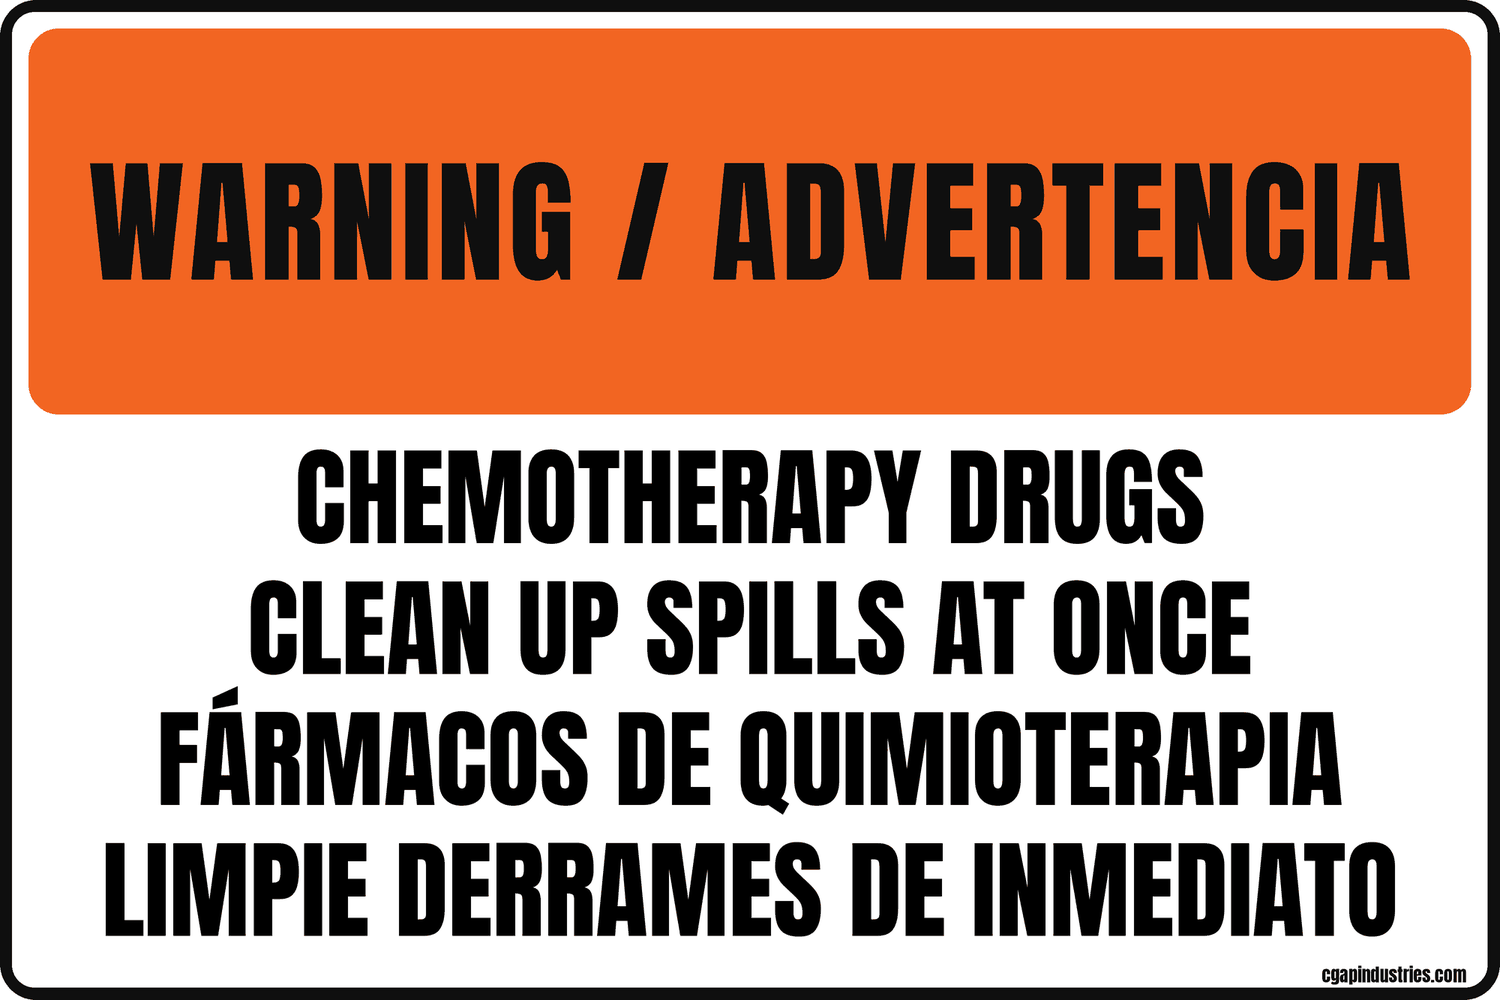 WARNING / ADVERTENCIA
CHEMOTHERAPY DRUGS
CLEAN UP SPILLS AT ONCE
FÁRMACOS DE QUIMIOTERAPIA
LIMPIE DERRAMES DE INMEDIATO
cgapindustries.com